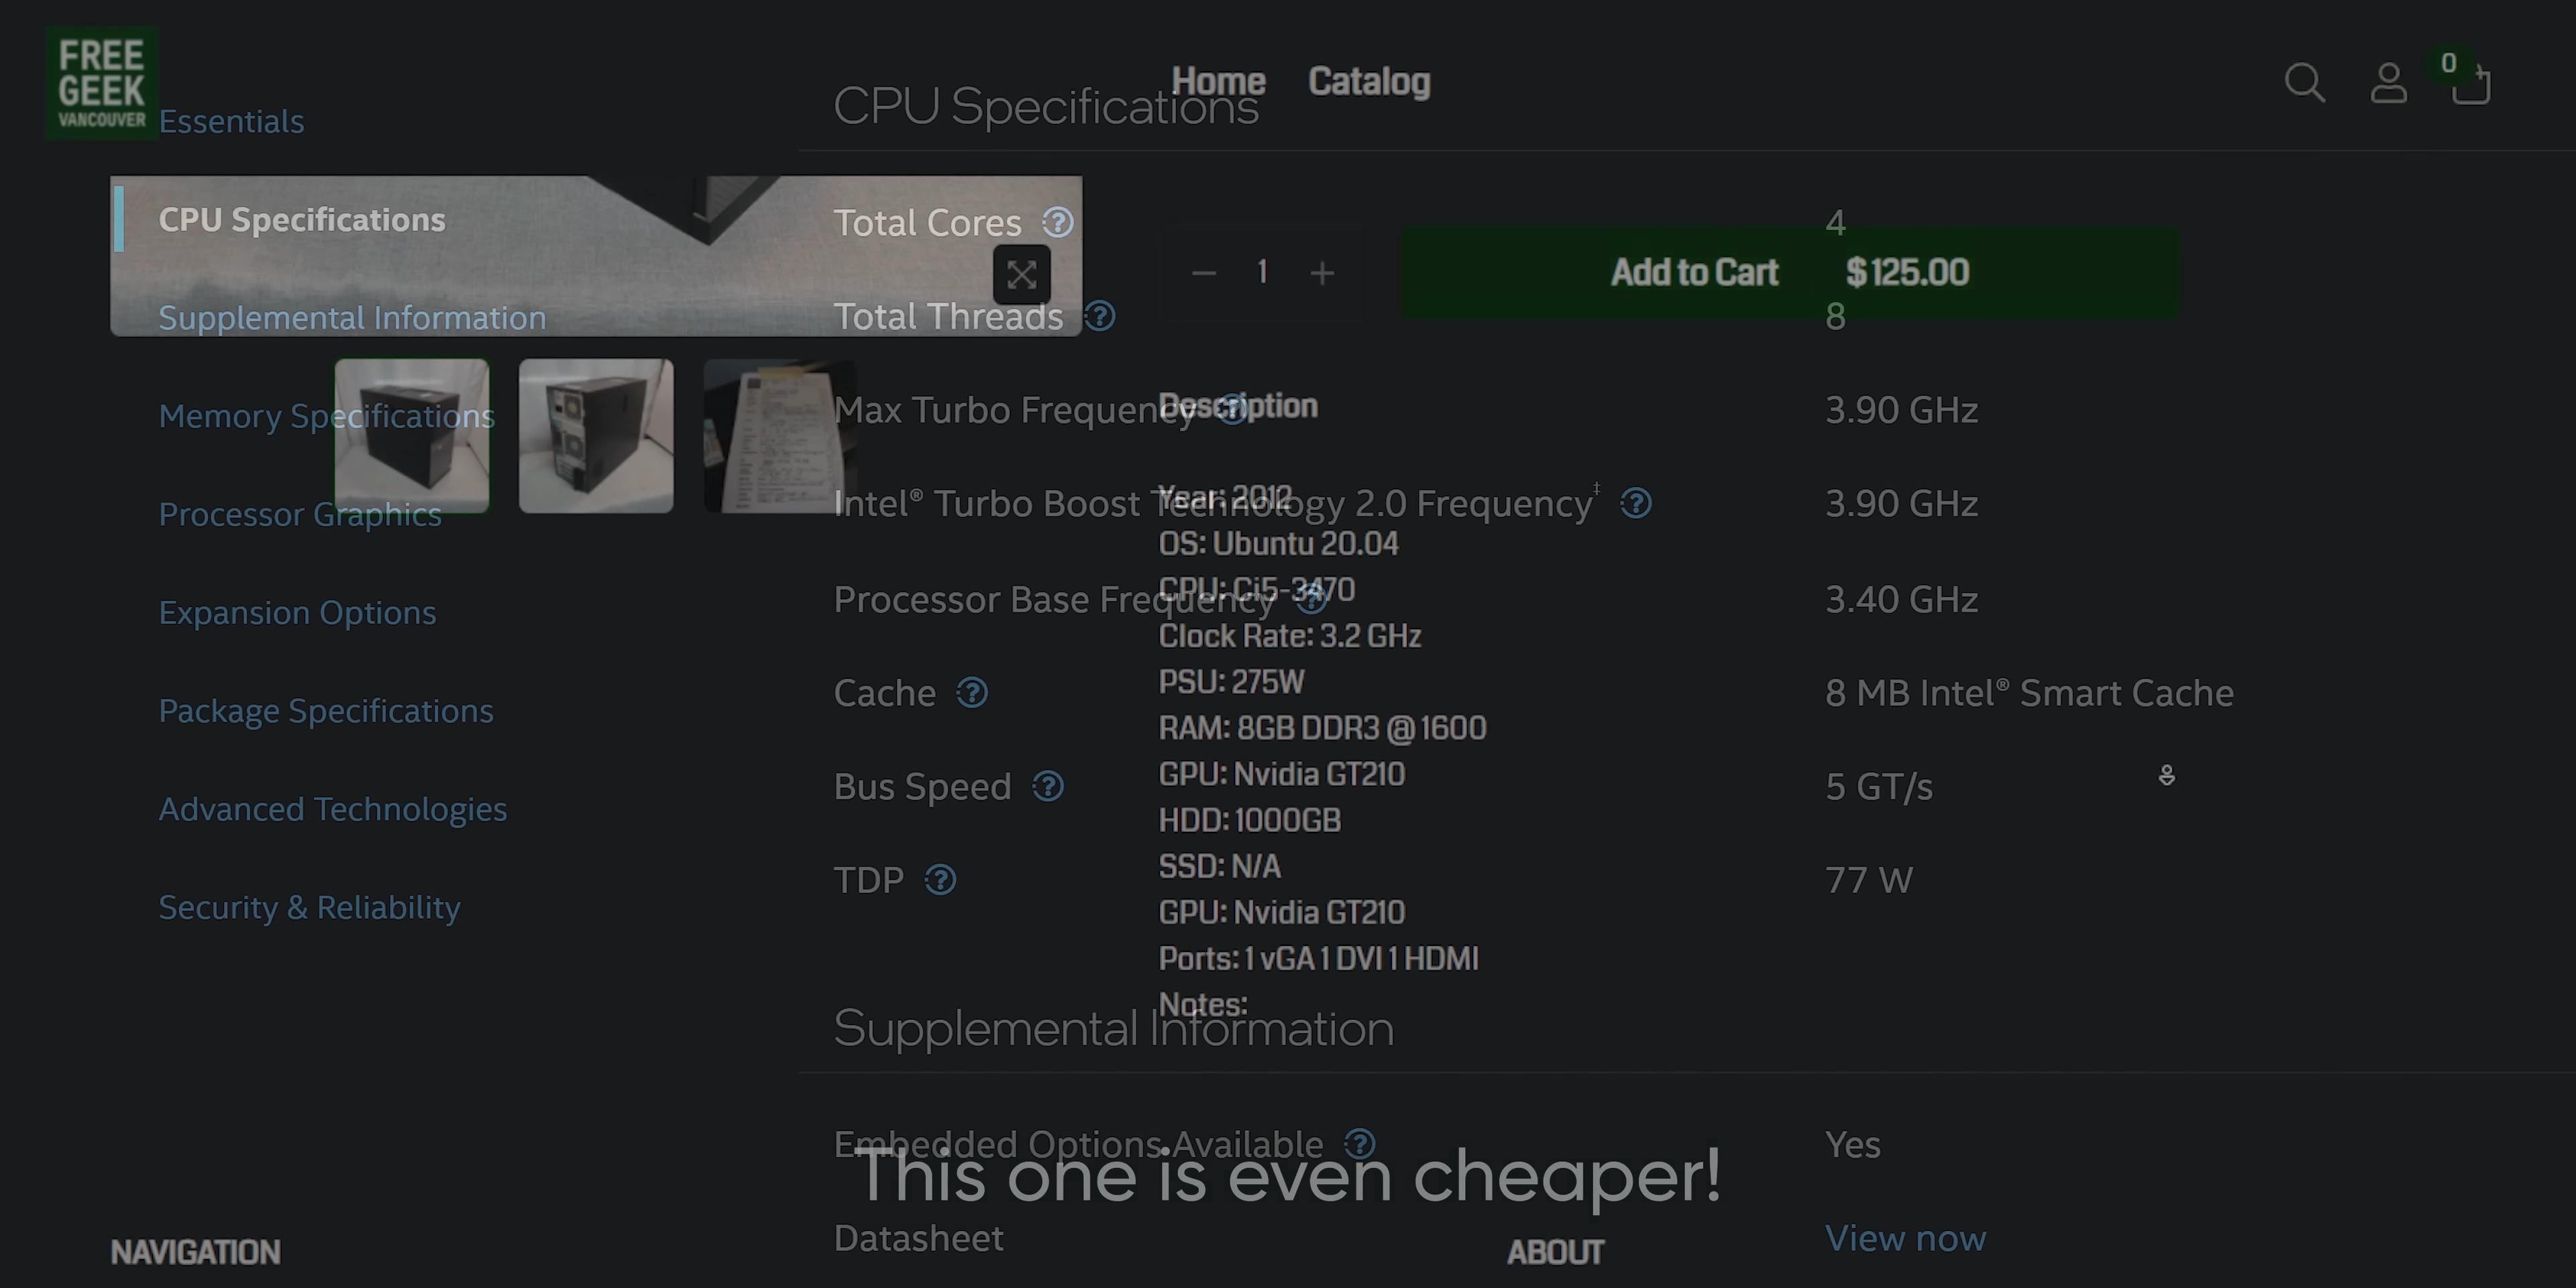 FREE
GEEK
VANCOUVER
Home Catalog
0
Essentials
CPU Specifications
CPU Specifications
Supplemental Information
Memory Specifications
Processor Graphics
Expansion Options
Package Specifications
Advanced Technologies
Security & Reliability
Total Cores 4
Total Threads 8
Max Turbo Frequency 3.90 GHz
Intel® Turbo Boost Technology 2.0 Frequency‡ 3.90 GHz
Processor Base Frequency 3.40 GHz
Cache 8 MB Intel® Smart Cache
Bus Speed 5 GT/s
TDP 77 W
Supplemental Information
Embedded Options Available Yes
Datasheet View now
1
Add to Cart $125.00
Description
Year: 2012
OS: Ubuntu 20.04
CPU: Ci5-3470
Clock Rate: 3.2 GHz
PSU: 275W
RAM: 8GB DDR3 @ 1600
GPU: Nvidia GT210
HDD: 1000GB
SSD: N/A
GPU: Nvidia GT210
Ports: 1 vGA 1 DVI 1 HDMI
Notes:
This one is even cheaper!
NAVIGATION
ABOUT